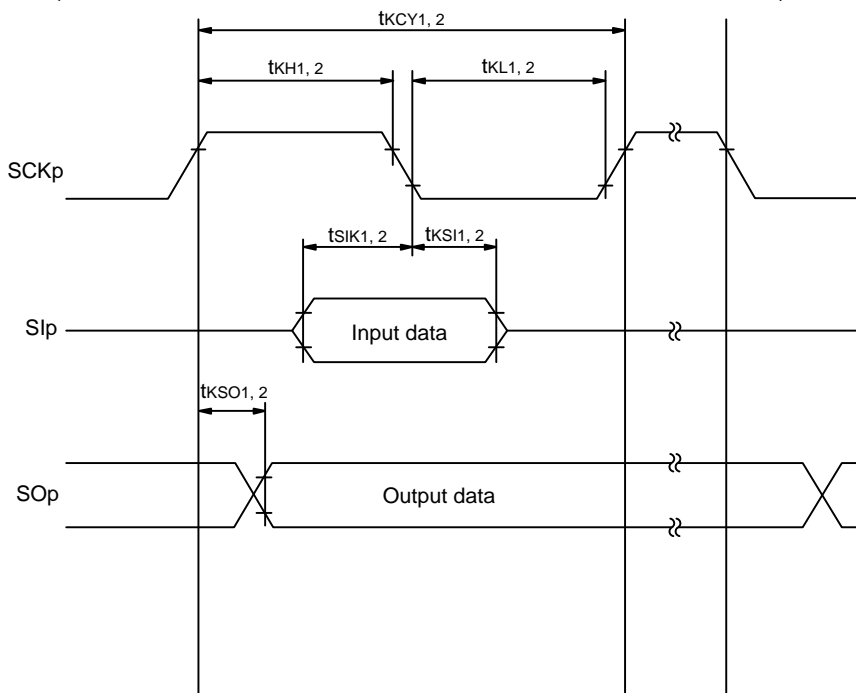 tKCY1, 2
tKH1, 2
tKL1, 2
SCKp
tSIK1, 2
tKSI1, 2
SIp
Input data
tKSO1, 2
SOp
Output data